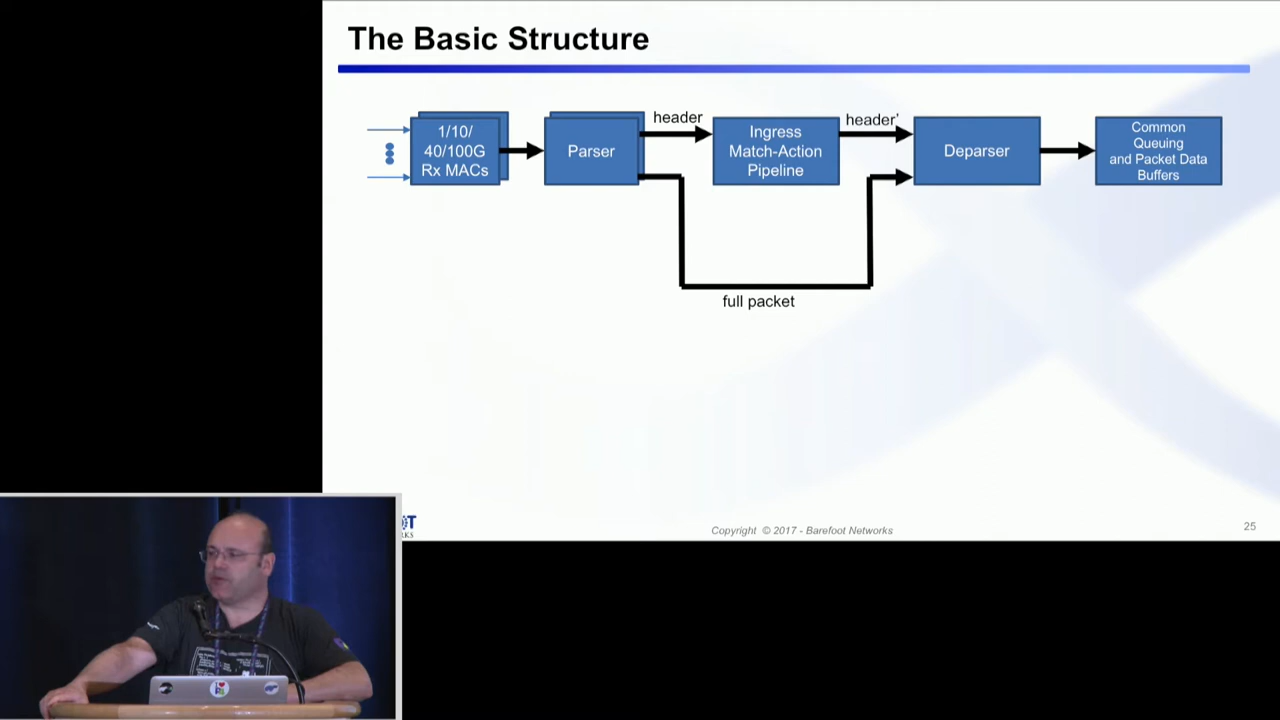 The Basic Structure
header
header'
1/10/
40/100G
Rx MACs
Parser
Ingress
Match-Action
Pipeline
Deparser
Common
Queuing
and Packet Data
Buffers
full packet
Copyright © 2017 - Barefoot Networks
25